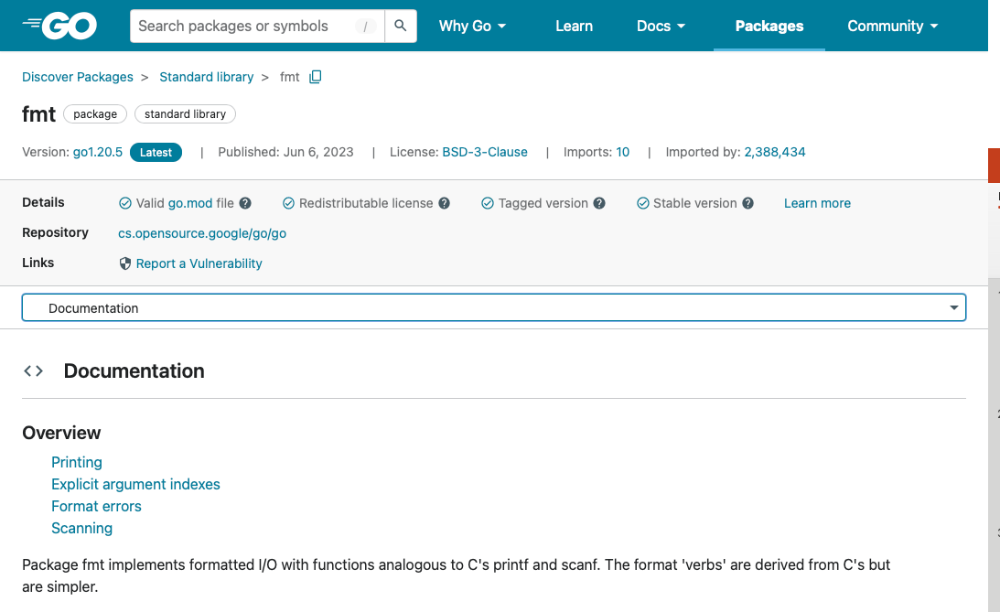 GO Search packages or symbols / Why Go Learn Docs Packages Community
Discover Packages > Standard library > fmt
fmt package standard library
Version: go1.20.5 Latest | Published: Jun 6, 2023 | License: BSD-3-Clause | Imports: 10 | Imported by: 2,388,434
Details Valid go.mod file ? Redistributable license ? Tagged version ? Stable version ? Learn more
Repository cs.opensource.google/go/go
Links Report a Vulnerability
Documentation
<> Documentation
Overview
Printing
Explicit argument indexes
Format errors
Scanning
Package fmt implements formatted I/O with functions analogous to C's printf and scanf. The format 'verbs' are derived from C's but
are simpler.